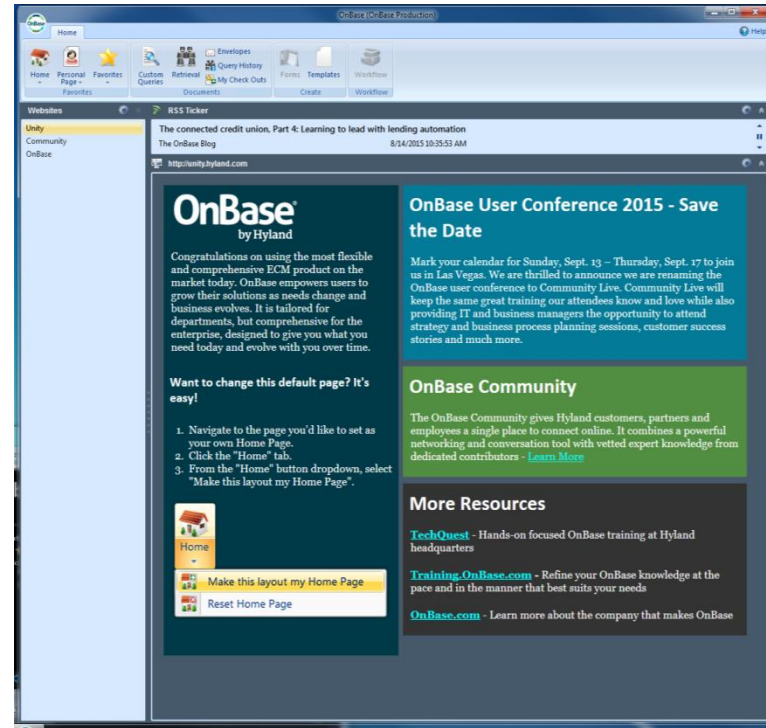 OnBase (OnBase Production)
OnBase
Home
Help
Home
Personal
Page
Favorites
Favorites
Custom
Queries
Retrieval
Envelopes
Query History
My Check Outs
Documents
Forms
Templates
Create
Workflow
Workflow
Websites
RSS Ticker
Unity
Community
OnBase
The connected credit union, Part 4: Learning to lead with lending automation
The OnBase Blog 8/14/2015 10:35:53 AM
http://unity.hyland.com
OnBase®
by Hyland
Congratulations on using the most flexible
and comprehensive ECM product on the
market today. OnBase empowers users to
grow their solutions as needs change and
business evolves. It is tailored for
departments, but comprehensive for the
enterprise, designed to give you what you
need today and evolve with you over time.
Want to change this default page? It's
easy!
1. Navigate to the page you'd like to set as
your own Home Page.
2. Click the "Home" tab.
3. From the "Home" button dropdown, select
"Make this layout my Home Page".
Home
Make this layout my Home Page
Reset Home Page
OnBase User Conference 2015 - Save
the Date
Mark your calendar for Sunday, Sept. 13 – Thursday, Sept. 17 to join
us in Las Vegas. We are thrilled to announce we are renaming the
OnBase user conference to Community Live. Community Live will
keep the same great training our attendees know and love while also
providing IT and business managers the opportunity to attend
strategy and business process planning sessions, customer success
stories and much more.
OnBase Community
The OnBase Community gives Hyland customers, partners and
employees a single place to connect online. It combines a powerful
networking and conversation tool with vetted expert knowledge from
dedicated contributors - Learn More
More Resources
TechQuest - Hands-on focused OnBase training at Hyland
headquarters
Training.OnBase.com - Refine your OnBase knowledge at the
pace and in the manner that best suits your needs
OnBase.com - Learn more about the company that makes OnBase